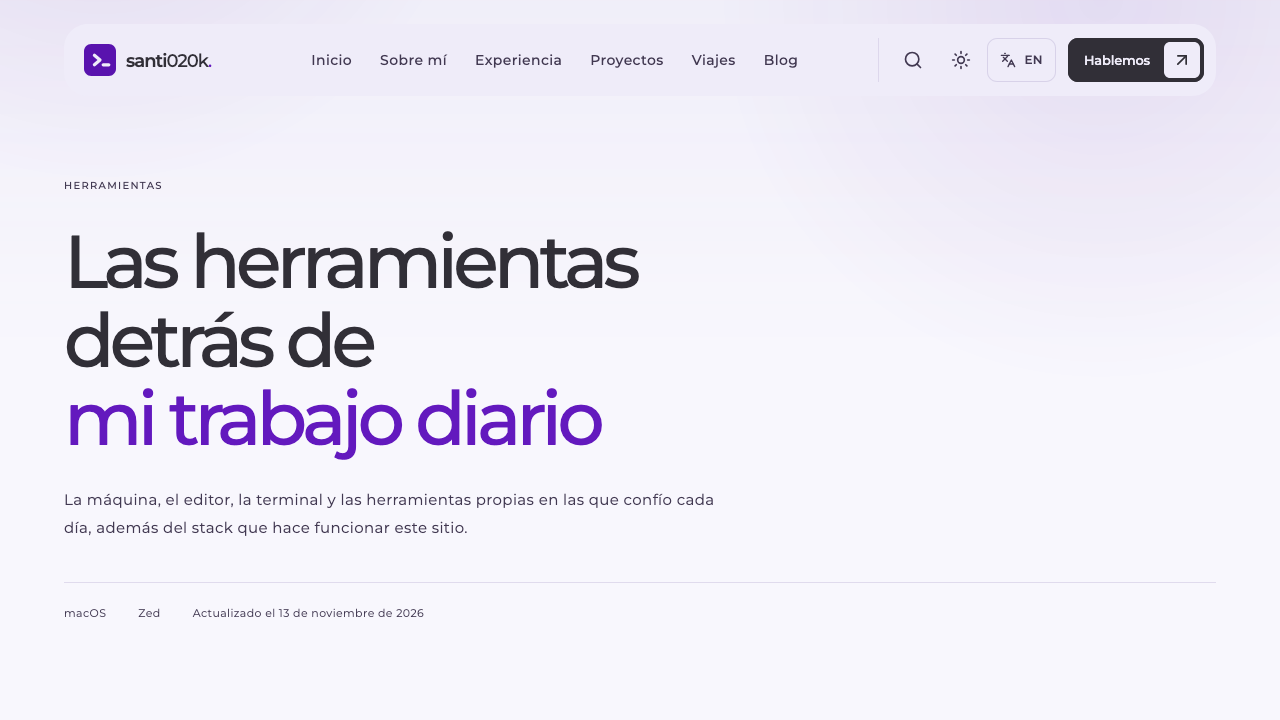 santi020k.
Inicio
Sobre mí
Experiencia
Proyectos
Viajes
Blog
EN
Hablemos
HERRAMIENTAS
Las herramientas
detrás de
mi trabajo diario
La máquina, el editor, la terminal y las herramientas propias en las que confío cada
día, además del stack que hace funcionar este sitio.
macOS
Zed
Actualizado el 13 de noviembre de 2026